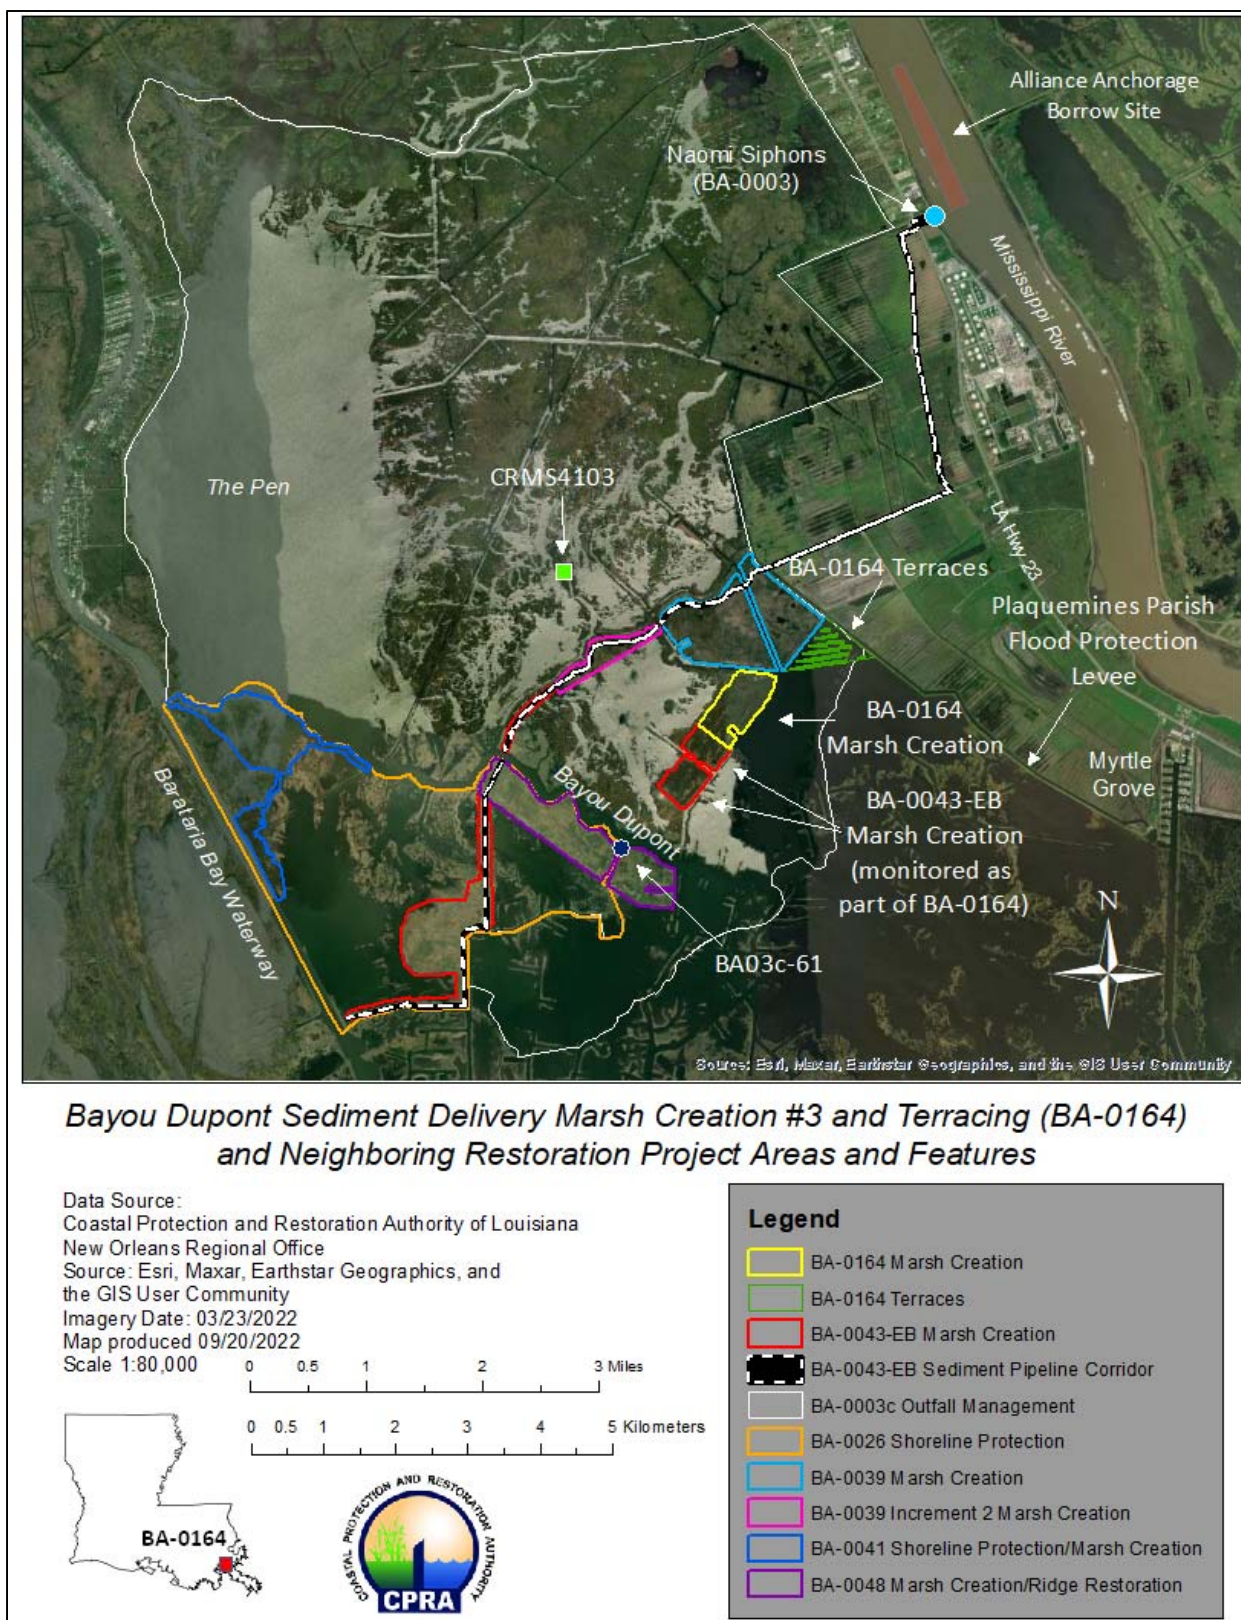 Alliance Anchorage
Borrow Site
Naomi Siphons
(BA-0003)
Mississippi River
The Pen
CRMS4103
LA Hwy 23
BA-0164 Terraces
Plaquemines Parish
Flood Protection
Levee
BA-0164
Marsh Creation
Myrtle
Grove
Barataria Bay Waterway
Bayou Dupont
BA-0043-EB
Marsh Creation
(monitored as
part of BA-0164)
N
BA03c-61
Source: Esri, Maxar, Earthstar Geographics, and the GIS User Community
Bayou Dupont Sediment Delivery Marsh Creation #3 and Terracing (BA-0164)
and Neighboring Restoration Project Areas and Features
Data Source:
Coastal Protection and Restoration Authority of Louisiana
New Orleans Regional Office
Source: Esri, Maxar, Earthstar Geographics, and
the GIS User Community
Imagery Date: 03/23/2022
Map produced 09/20/2022
Scale 1:80,000
0 0.5 1 2 3 Miles
0 0.5 1 2 3 4 5 Kilometers
BA-0164
COASTAL PROTECTION AND RESTORATION AUTHORITY
CPRA
Legend
BA-0164 Marsh Creation
BA-0164 Terraces
BA-0043-EB Marsh Creation
BA-0043-EB Sediment Pipeline Corridor
BA-0003c Outfall Management
BA-0026 Shoreline Protection
BA-0039 Marsh Creation
BA-0039 Increment 2 Marsh Creation
BA-0041 Shoreline Protection/Marsh Creation
BA-0048 Marsh Creation/Ridge Restoration